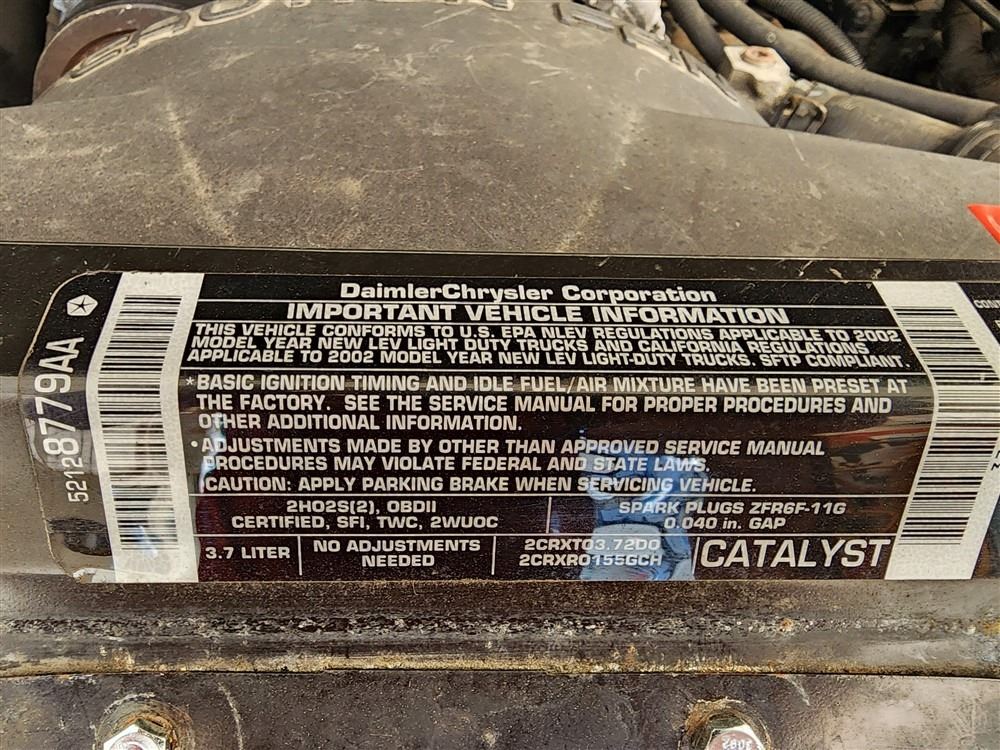 DaimlerChrysler Corporation
IMPORTANT VEHICLE INFORMATION
THIS VEHICLE CONFORMS TO U.S. EPA NLEV REGULATIONS APPLICABLE TO 2002
MODEL YEAR NEW LEV LIGHT DUTY TRUCKS AND CALIFORNIA REGULATIONS
APPLICABLE TO 2002 MODEL YEAR NEW LEV LIGHT-DUTY TRUCKS. SFTP COMPLIANT.
*BASIC IGNITION TIMING AND IDLE FUEL/AIR MIXTURE HAVE BEEN PRESET AT
THE FACTORY. SEE THE SERVICE MANUAL FOR PROPER PROCEDURES AND
OTHER ADDITIONAL INFORMATION.
•ADJUSTMENTS MADE BY OTHER THAN APPROVED SERVICE MANUAL
PROCEDURES MAY VIOLATE FEDERAL AND STATE LAWS.
CAUTION: APPLY PARKING BRAKE WHEN SERVICING VEHICLE.
2HO2S(2), OBDII
CERTIFIED, SFI, TWC, 2WUOC
SPARK PLUGS ZFR6F-11G
0.040 in. GAP
3.7 LITER
NO ADJUSTMENTS
NEEDED
2CRXT03.72D0
2CRXR0155GCH
CATALYST
52128779AA